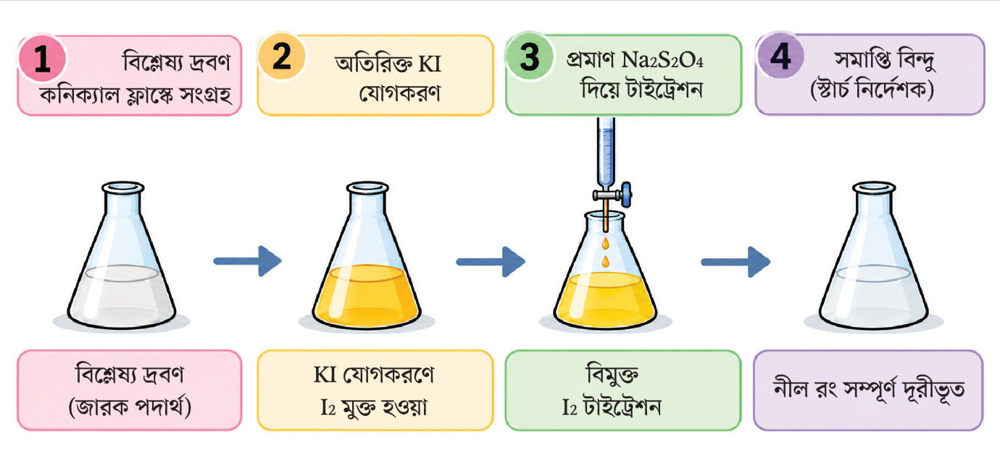 1
বিশ্লেষ্য দ্রবণ
কনিক্যাল ফ্লাস্কে সংগ্রহ
2
অতিরিক্ত KI
যোগকরণ
3
প্রমাণ Na₂S₂O₄
দিয়ে টাইট্রেশন
4
সমাপ্তি বিন্দু
(স্টার্চ নির্দেশক)
বিশ্লেষ্য দ্রবণ
(জারক পদার্থ)
KI যোগকরণে
I₂ মুক্ত হওয়া
বিমুক্ত
I₂ টাইট্রেশন
নীল রং সম্পূর্ণ দূরীভূত